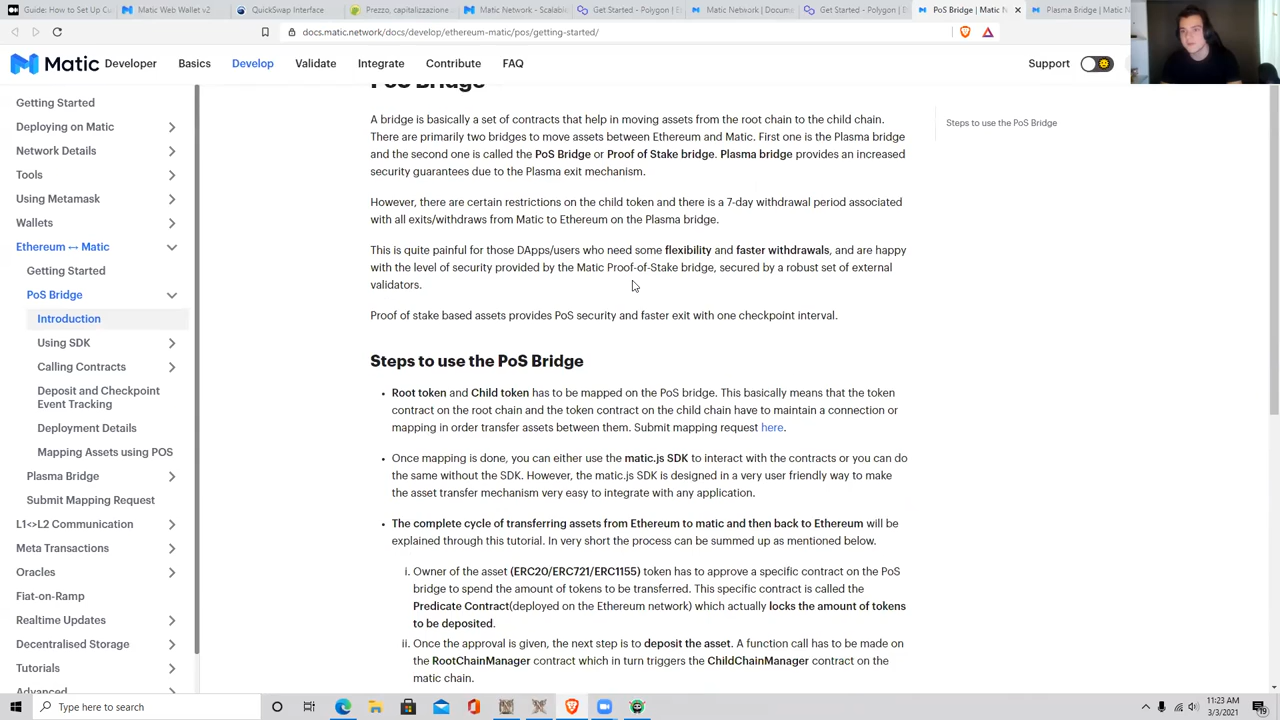 Guide: How to Set Up Cu
Matic Web Wallet v2
QuickSwap Interface
Prezzo, capitalizzazione
Matic Network - Scalabl
Get Started - Polygon | E
Matic Network | Docum
Get Started - Polygon | D
PoS Bridge | Matic N
Plasma Bridge | Matic N
docs.matic.network/docs/develop/ethereum-matic/pos/getting-started/
Matic Developer
Basics
Develop
Validate
Integrate
Contribute
FAQ
Support
Getting Started
Deploying on Matic
Network Details
Tools
Using Metamask
Wallets
Ethereum ↔ Matic
Getting Started
PoS Bridge
Introduction
Using SDK
Calling Contracts
Deposit and Checkpoint
Event Tracking
Deployment Details
Mapping Assets using POS
Plasma Bridge
Submit Mapping Request
L1<>L2 Communication
Meta Transactions
Oracles
Fiat-on-Ramp
Realtime Updates
Decentralised Storage
Tutorials
Advanced
PoS Bridge
A bridge is basically a set of contracts that help in moving assets from the root chain to the child chain.
There are primarily two bridges to move assets between Ethereum and Matic. First one is the Plasma bridge
and the second one is called the PoS Bridge or Proof of Stake bridge. Plasma bridge provides an increased
security guarantees due to the Plasma exit mechanism.
However, there are certain restrictions on the child token and there is a 7-day withdrawal period associated
with all exits/withdraws from Matic to Ethereum on the Plasma bridge.
This is quite painful for those DApps/users who need some flexibility and faster withdrawals, and are happy
with the level of security provided by the Matic Proof-of-Stake bridge, secured by a robust set of external
validators.
Proof of stake based assets provides PoS security and faster exit with one checkpoint interval.
Steps to use the PoS Bridge
• Root token and Child token has to be mapped on the PoS bridge. This basically means that the token
contract on the root chain and the token contract on the child chain have to maintain a connection or
mapping in order transfer assets between them. Submit mapping request here.
• Once mapping is done, you can either use the matic.js SDK to interact with the contracts or you can do
the same without the SDK. However, the matic.js SDK is designed in a very user friendly way to make
the asset transfer mechanism very easy to integrate with any application.
• The complete cycle of transferring assets from Ethereum to matic and then back to Ethereum will be
explained through this tutorial. In very short the process can be summed up as mentioned below.
i. Owner of the asset (ERC20/ERC721/ERC1155) token has to approve a specific contract on the PoS
bridge to spend the amount of tokens to be transferred. This specific contract is called the
Predicate Contract(deployed on the Ethereum network) which actually locks the amount of tokens
to be deposited.
ii. Once the approval is given, the next step is to deposit the asset. A function call has to be made on
the RootChainManager contract which in turn triggers the ChildChainManager contract on the
matic chain.
Steps to use the PoS Bridge
Type here to search
11:23 AM
3/3/2021
19